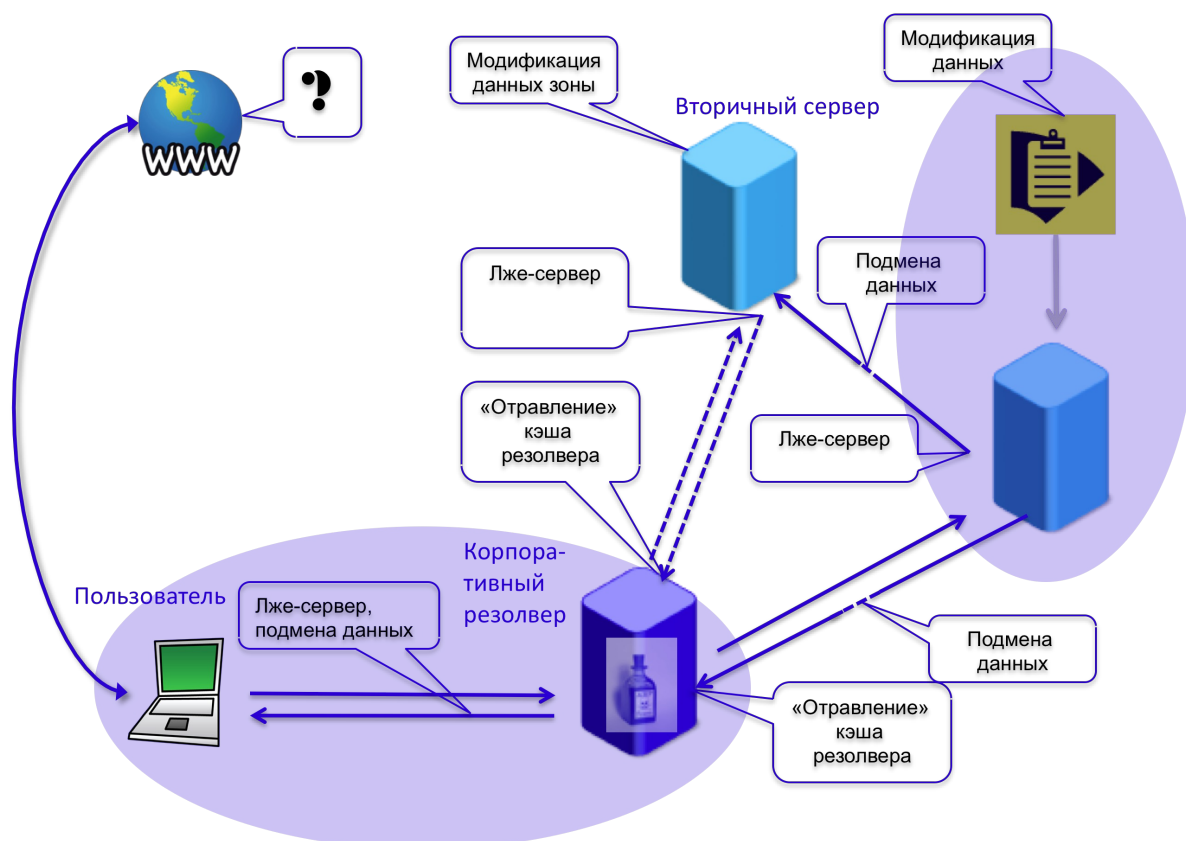 ?
WWW
Модификация
данных зоны
Вторичный сервер
Модификация
данных
Лже-сервер
Подмена
данных
«Отравление»
кэша
резолвера
Лже-сервер
Корпора-
тивный
резолвер
Пользователь
Лже-сервер,
подмена данных
Подмена
данных
«Отравление»
кэша
резолвера